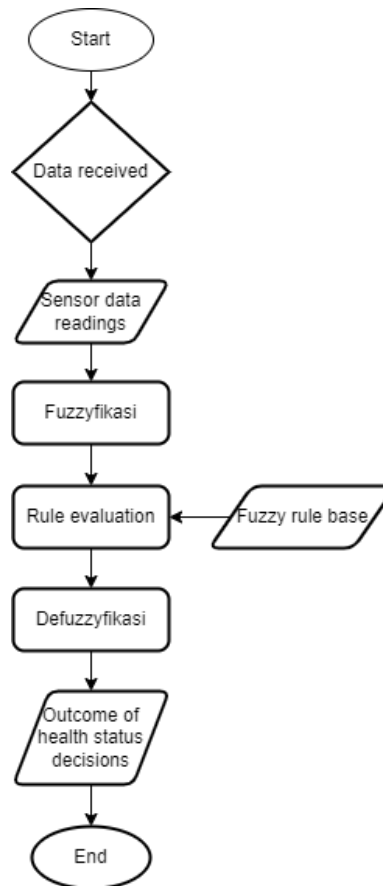 Start
Data received
Sensor data
readings
Fuzzyfikasi
Rule evaluation
Fuzzy rule base
Defuzzyfikasi
Outcome of
health status
decisions
End